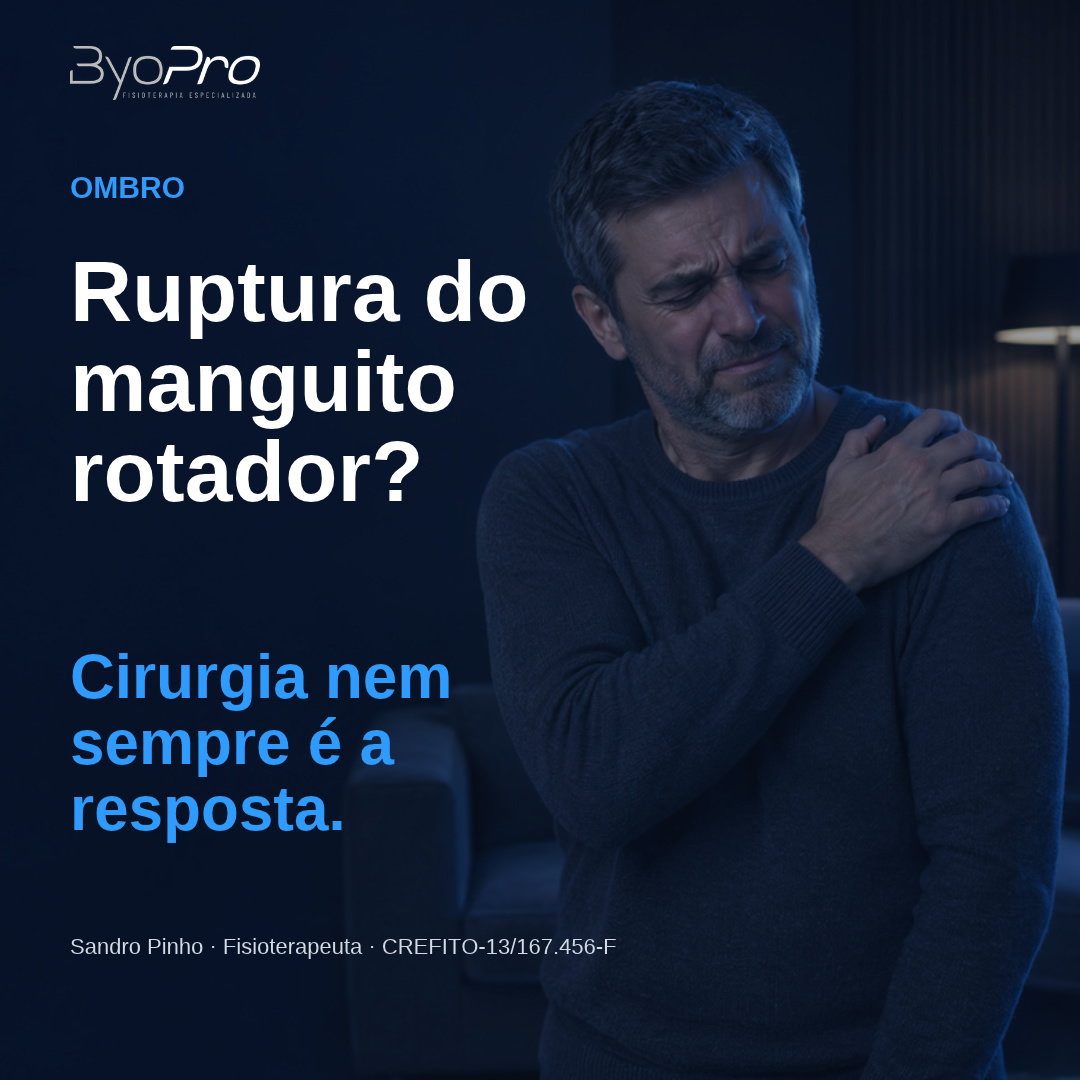 ByoPro
FISIOTERAPIA ESPECIALIZADA
OMBRO
Ruptura do
manguito
rotador?
Cirurgia nem
sempre é a
resposta.
Sandro Pinho · Fisioterapeuta · CREFITO-13/167.456-F